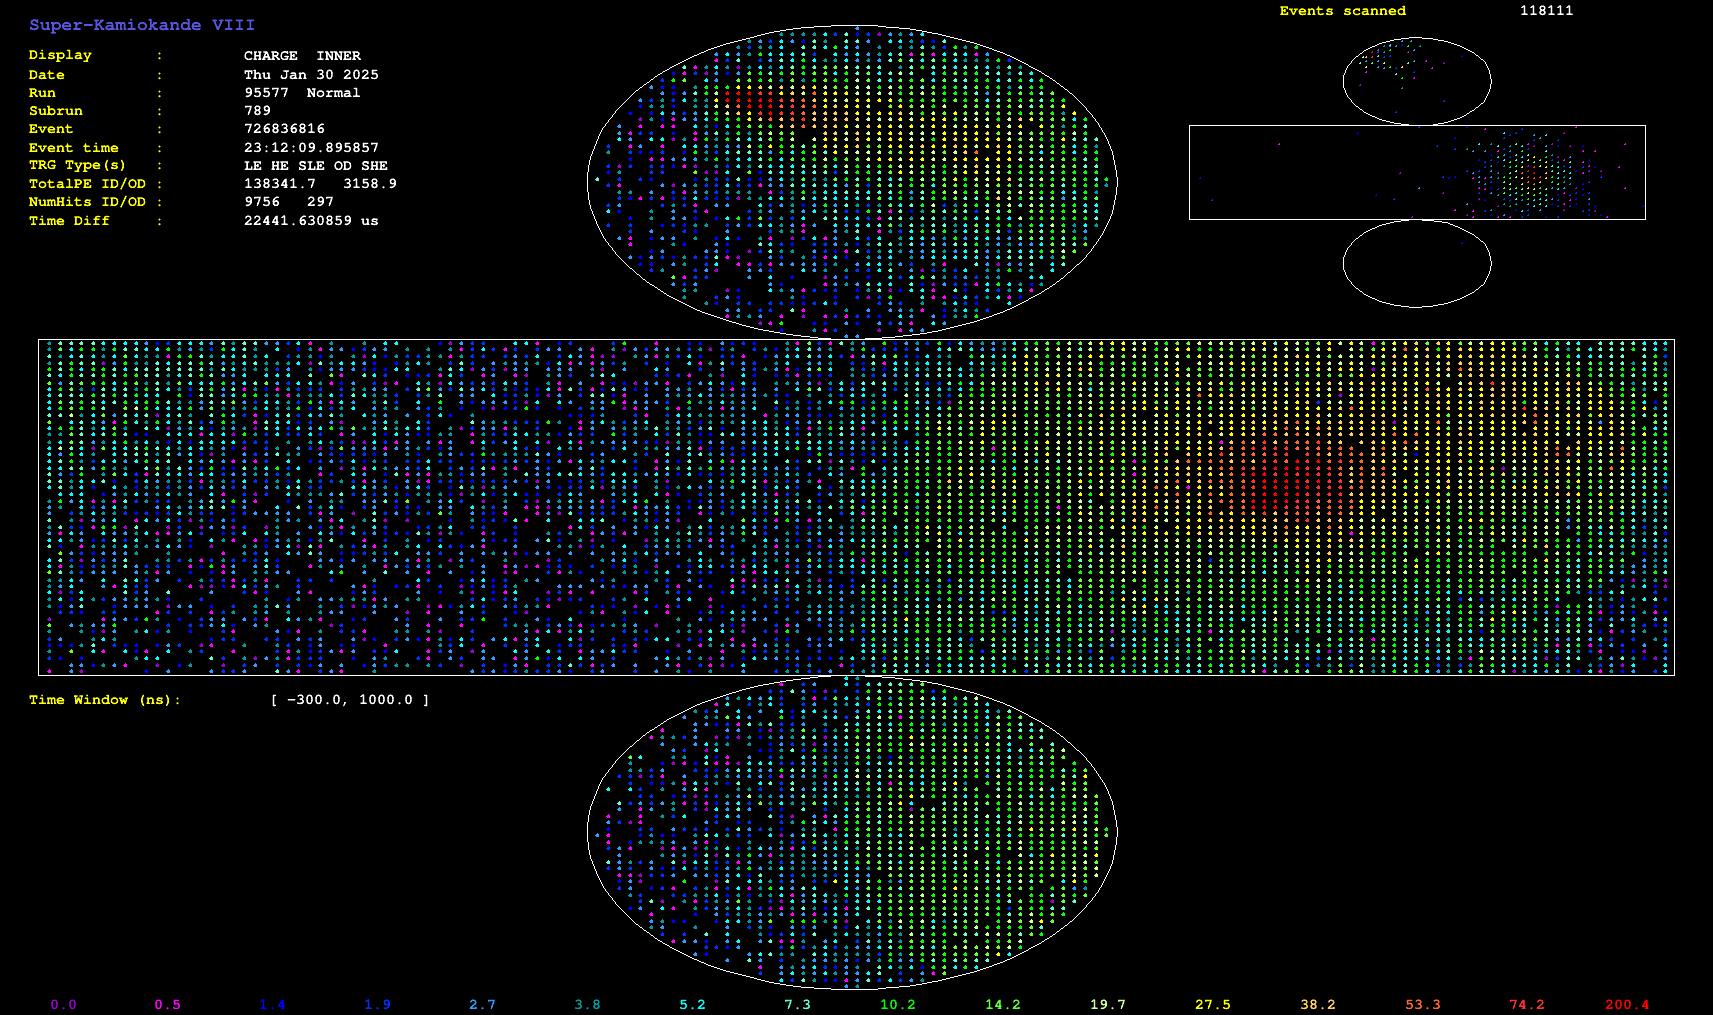 Super-Kamiokande VIII
Events scanned 118111
Display : CHARGE INNER
Date : Thu Jan 30 2025
Run : 95577 Normal
Subrun : 789
Event : 726836816
Event time : 23:12:09.895857
TRG Type(s) : LE HE SLE OD SHE
TotalPE ID/OD : 138341.7 3158.9
NumHits ID/OD : 9756 297
Time Diff : 22441.630859 us
Time Window (ns): [ -300.0, 1000.0 ]
0.0 0.5 1.4 1.9 2.7 3.8 5.2 7.3 10.2 14.2 19.7 27.5 38.2 53.3 74.2 200.4